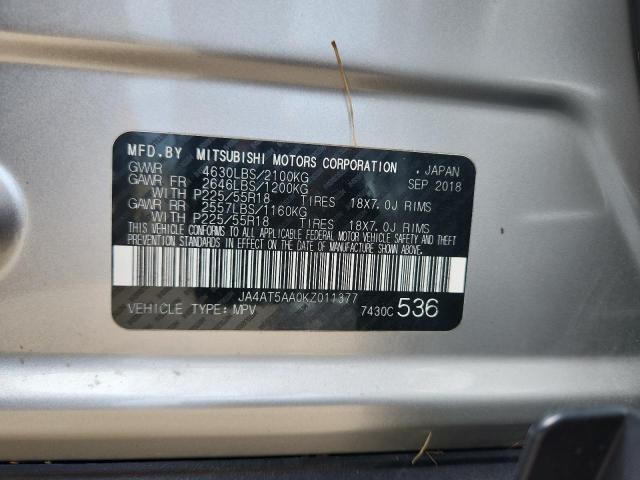 MFD.BY MITSUBISHI MOTORS CORPORATION , JAPAN
GVWR 4630LBS/2100KG SEP 2018
GAWR FR 2646LBS/1200KG
WITH P225/55R18 TIRES 18X7.0J RIMS
GAWR RR 2557LBS/1160KG
WITH P225/55R18 TIRES 18X7.0J RIMS
THIS VEHICLE CONFORMS TO ALL APPLICABLE FEDERAL MOTOR VEHICLE SAFETY AND THEFT
PREVENTION STANDARDS IN EFFECT ON THE DATE OF MANUFACTURE SHOWN ABOVE.
JA4AT5AA0KZ011377
VEHICLE TYPE: MPV 7430C 536